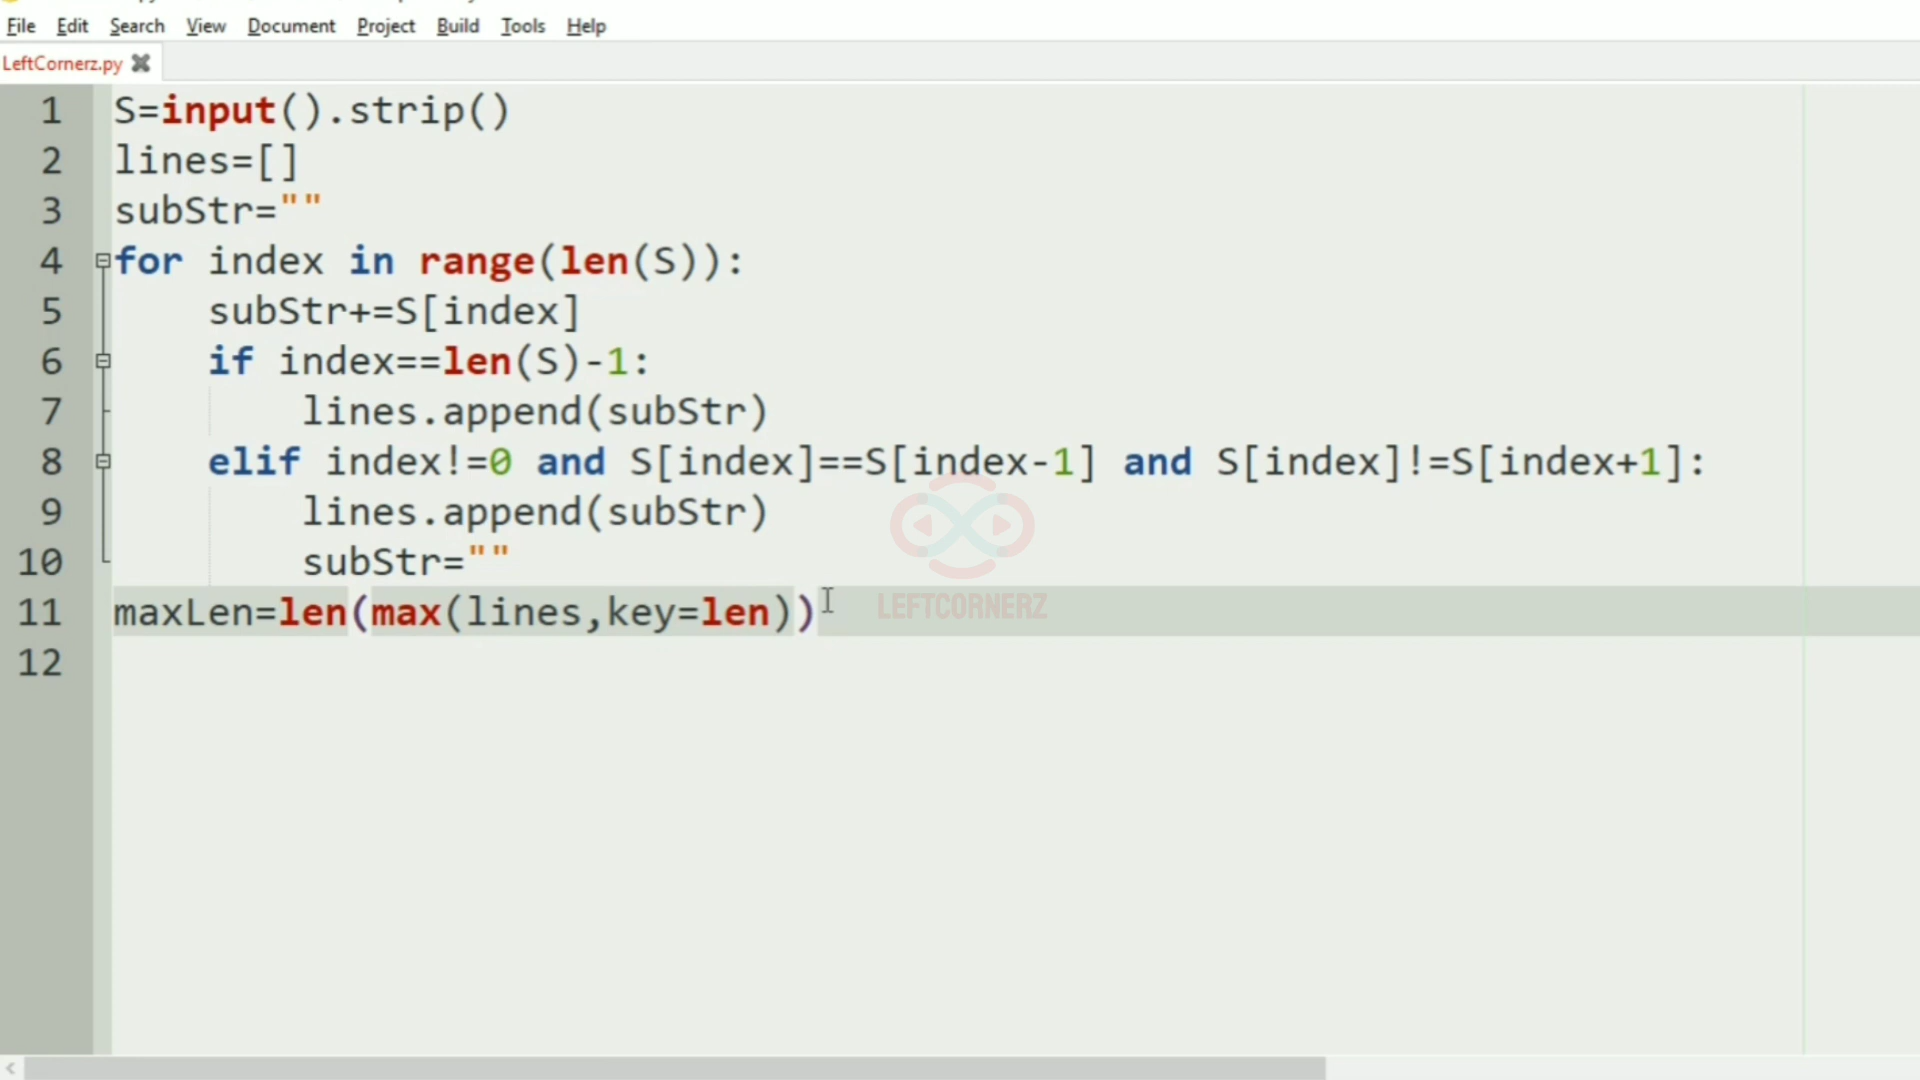 File Edit Search View Document Project Build Tools Help
LeftCornerz.py
1 S=input().strip()
2 lines=[]
3 subStr=""
4 for index in range(len(S)):
5     subStr+=S[index]
6     if index==len(S)-1:
7         lines.append(subStr)
8     elif index!=0 and S[index]==S[index-1] and S[index]!=S[index+1]:
9         lines.append(subStr)
10         subStr=""
11 maxLen=len(max(lines,key=len))
12
LEFTCORNERZ